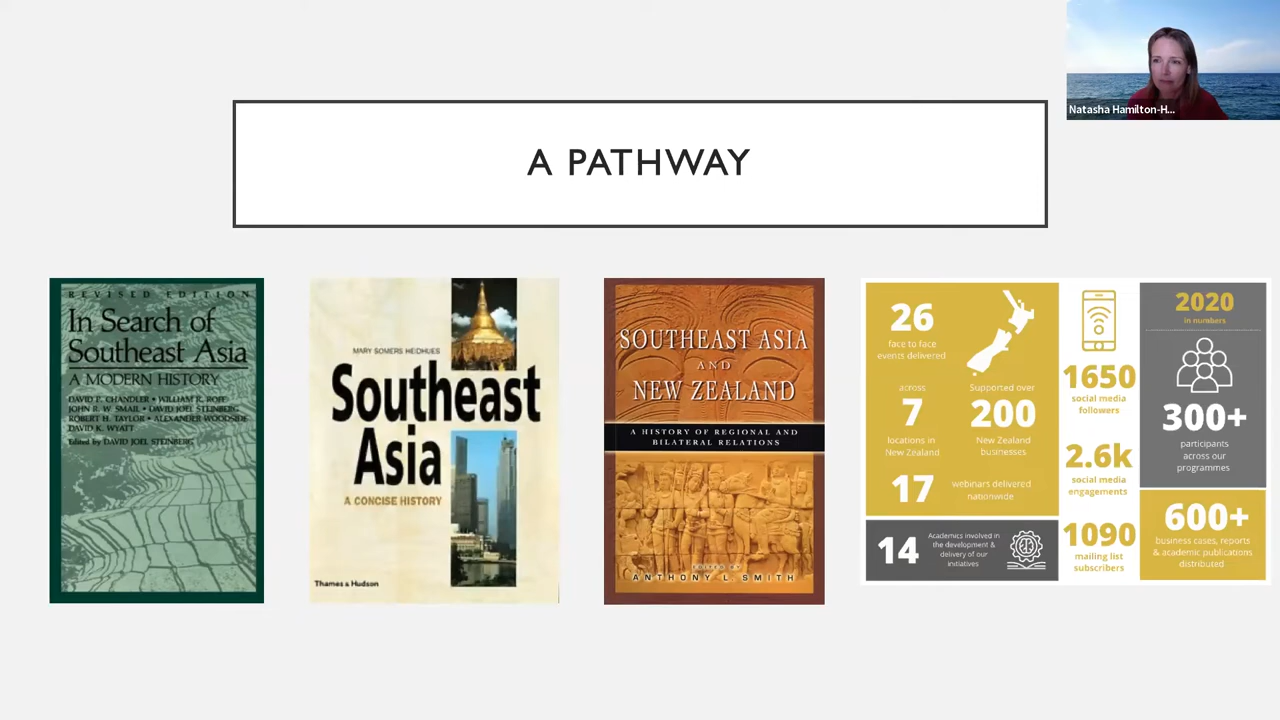 Natasha Hamilton-H...
A PATHWAY
REVISED EDITION
In Search of
Southeast Asia
A MODERN HISTORY
DAVID P. CHANDLER • WILLIAM R. ROFF
JOHN R. W. SMAIL • DAVID JOEL STEINBERG
ROBERT H. TAYLOR • ALEXANDER WOODSIDE
DAVID K. WYATT
Edited by DAVID JOEL STEINBERG
MARY SOMERS HEIDHUES
Southeast
Asia
A CONCISE HISTORY
Thames & Hudson
SOUTHEAST ASIA
AND
NEW ZEALAND
A HISTORY OF REGIONAL AND
BILATERAL RELATIONS
EDITED BY
ANTHONY L. SMITH
26
face to face
events delivered
across
7
locations in
New Zealand
Supported over
200
New Zealand
businesses
17
webinars delivered
nationwide
14
Academics involved in
the development &
delivery of our
initiatives
1650
social media
followers
2.6k
social media
engagements
1090
mailing list
subscribers
2020
in numbers
300+
participants
across our
programmes
600+
business cases, reports
& academic publications
distributed